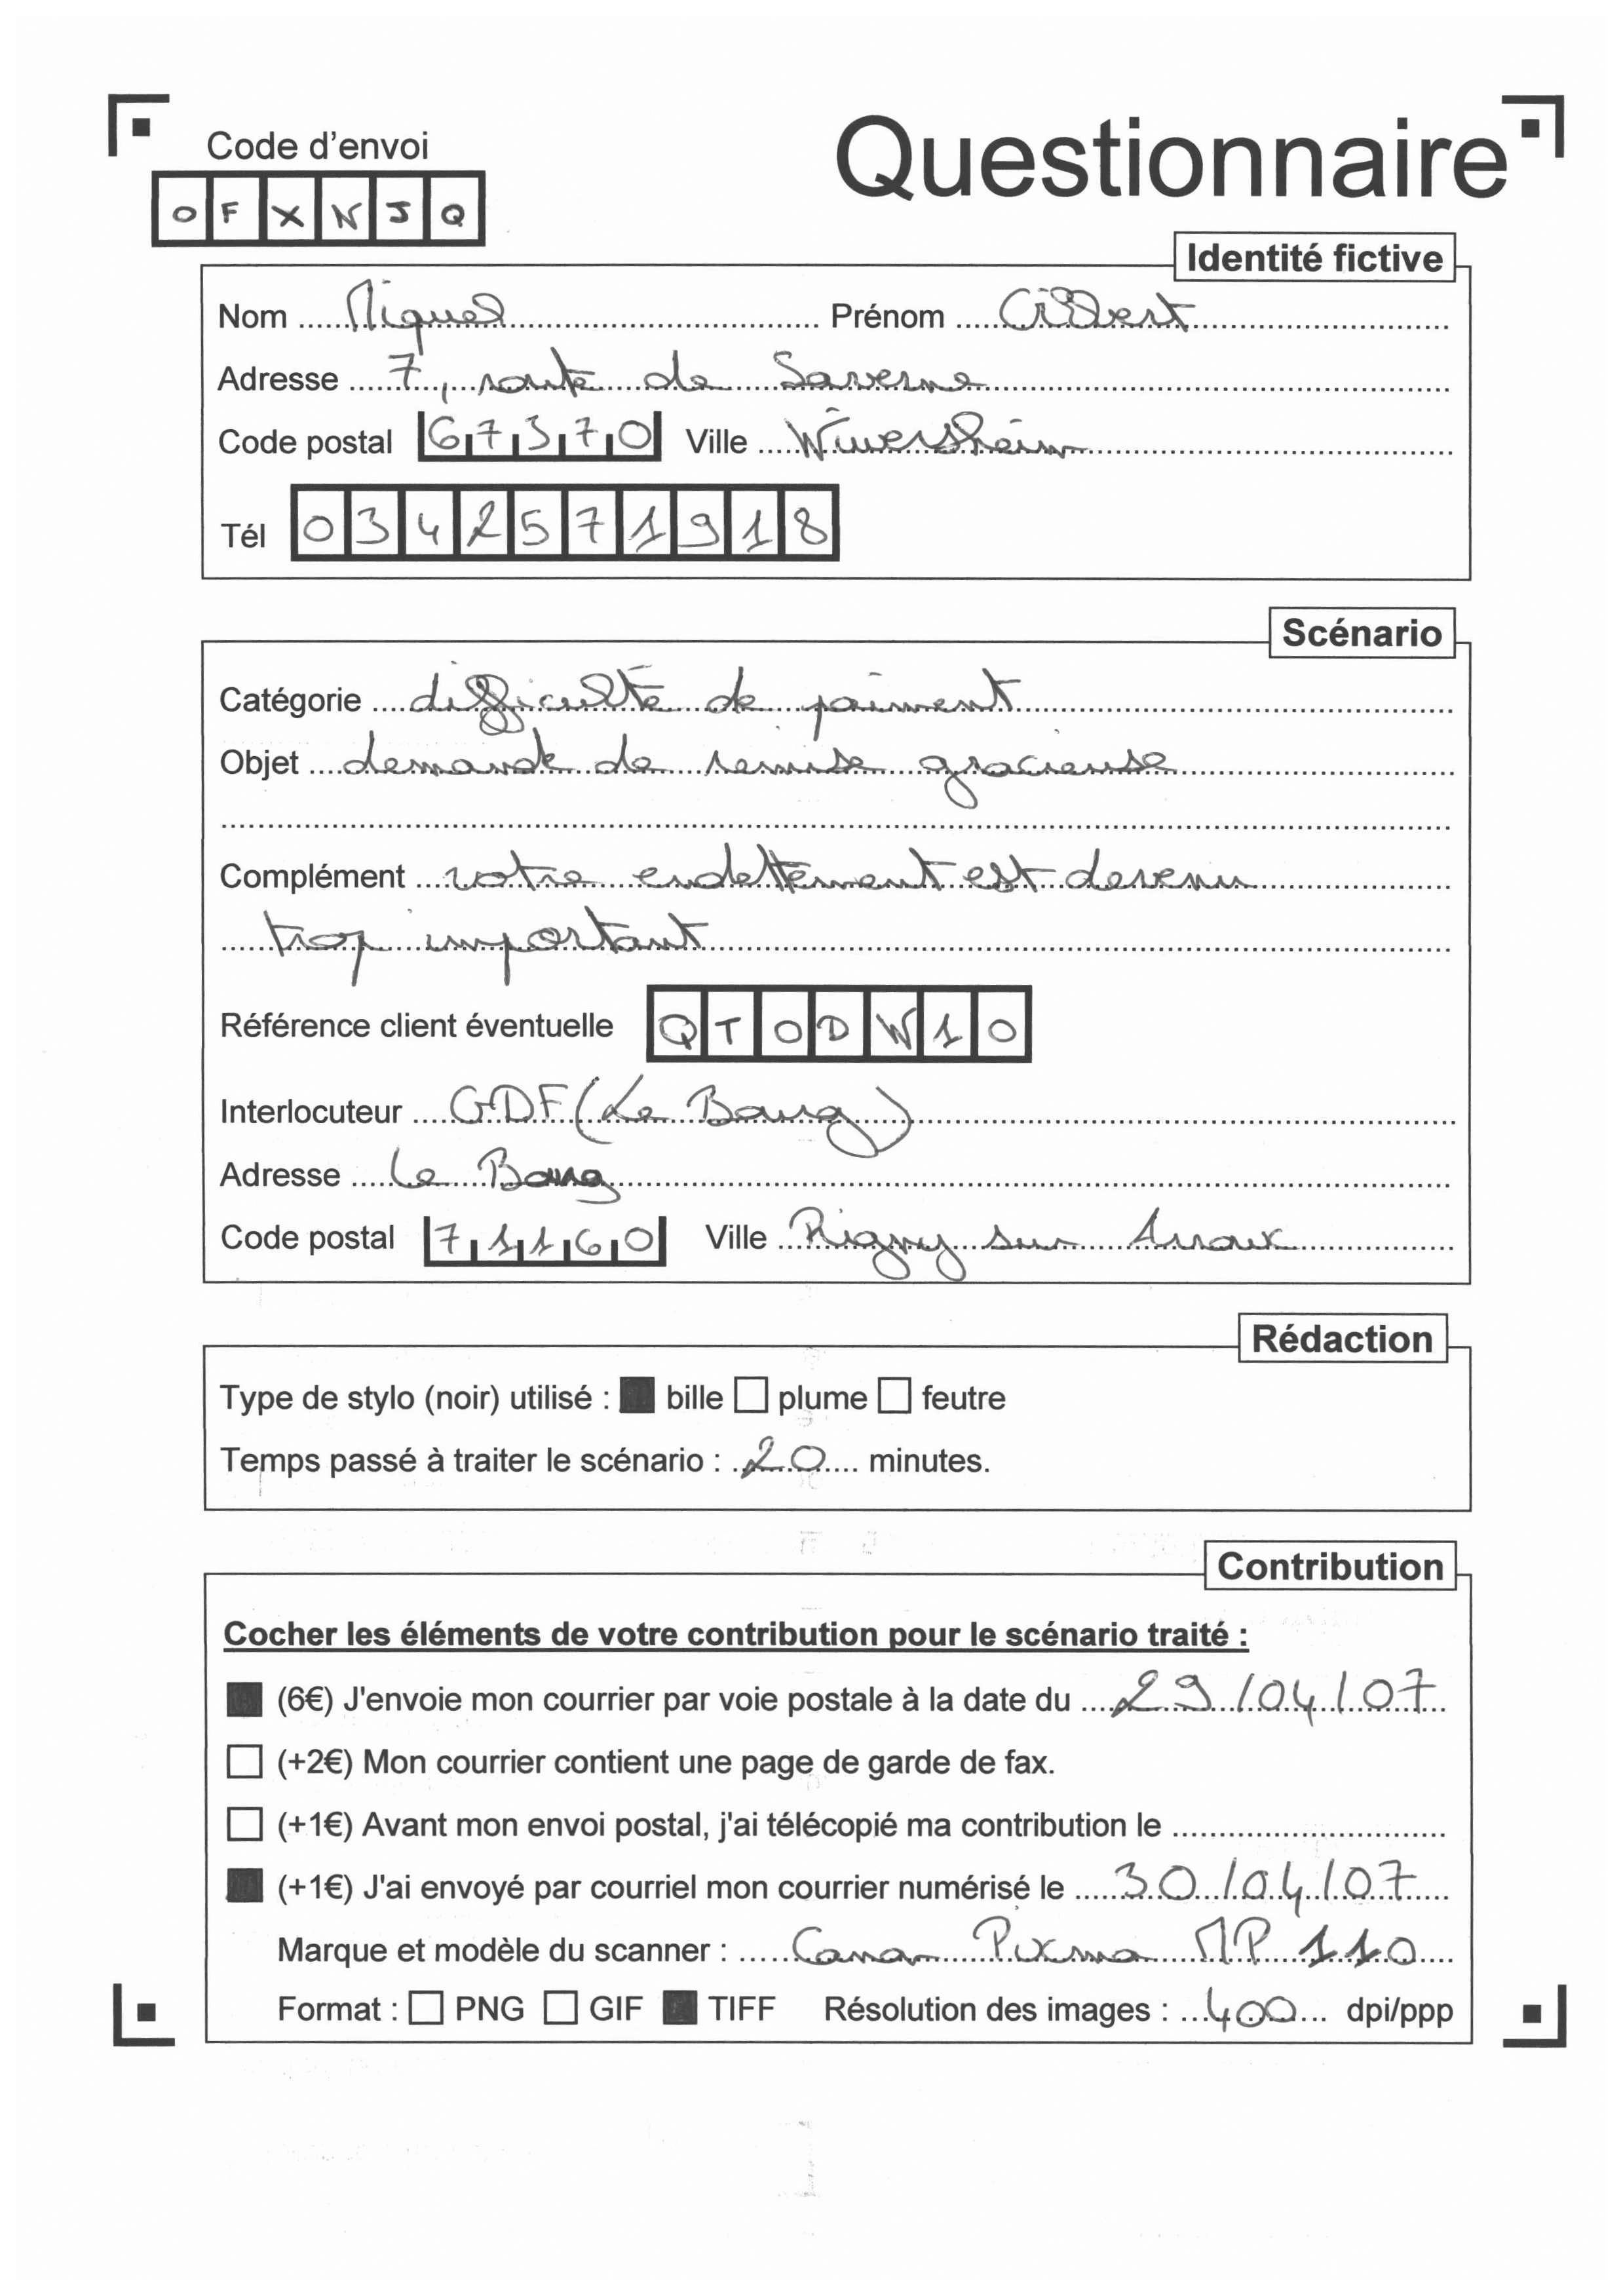 Code d'envoi
Questionnaire
O F X N J Q
Identité fictive
Nom Miquel Prénom Gilbert
Adresse 7, route de Saverne
Code postal 67370 Ville Wiwersheim
Tél 0342571918
Scénario
Catégorie difficulté de paiment
Objet demande de remise gracieuse
Complément votre endettement est devenu
trop important
Référence client éventuelle QTODW10
Interlocuteur GDF (Le Bourg)
Adresse Le Bourg
Code postal 71160 Ville Rigny sur Arroux
Rédaction
Type de stylo (noir) utilisé : bille plume feutre
Temps passé à traiter le scénario : 20 minutes.
Contribution
Cocher les éléments de votre contribution pour le scénario traité :
(6€) J'envoie mon courrier par voie postale à la date du 29/04/07
(+2€) Mon courrier contient une page de garde de fax.
(+1€) Avant mon envoi postal, j'ai télécopié ma contribution le
(+1€) J'ai envoyé par courriel mon courrier numérisé le 30/04/07
Marque et modèle du scanner : Canon Pixma MP 110
Format : PNG GIF TIFF Résolution des images : 400 dpi/ppp